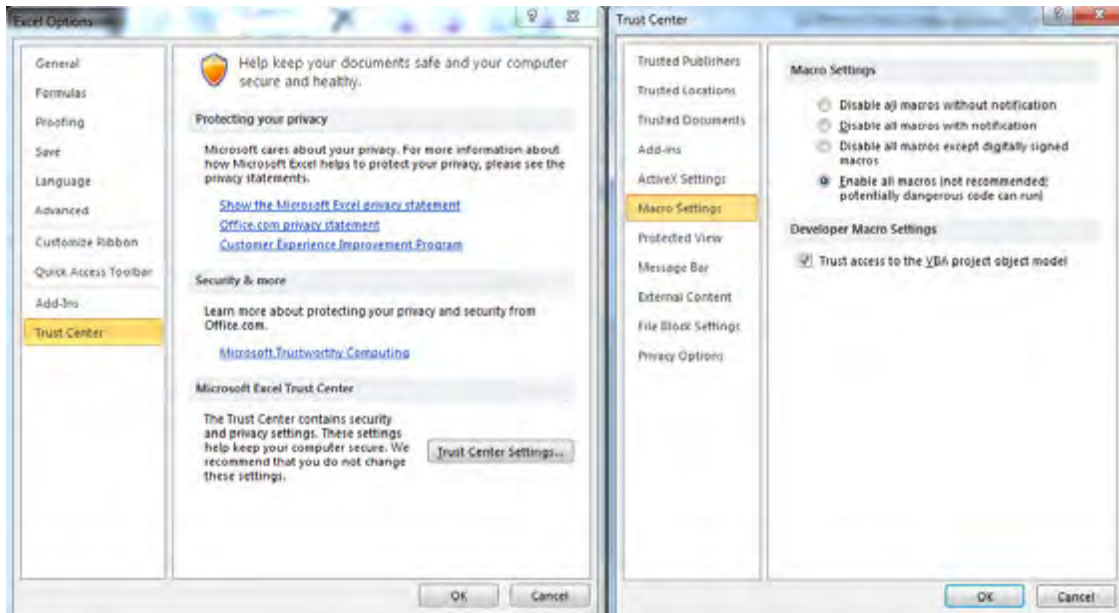 Excel Options
General
Formulas
Proofing
Save
Language
Advanced
Customize Ribbon
Quick Access Toolbar
Add-Ins
Trust Center
Help keep your documents safe and your computer
secure and healthy.
Protecting your privacy
Microsoft cares about your privacy. For more information about
how Microsoft Excel helps to protect your privacy, please see the
privacy statements.
Show the Microsoft Excel privacy statement
Office.com privacy statement
Customer Experience Improvement Program
Security & more
Learn more about protecting your privacy and security from
Office.com.
Microsoft Trustworthy Computing
Microsoft Excel Trust Center
The Trust Center contains security
and privacy settings. These settings
help keep your computer secure. We
recommend that you do not change
these settings.
Trust Center Settings...
OK Cancel
Trust Center
Trusted Publishers
Trusted Locations
Trusted Documents
Add-ins
ActiveX Settings
Macro Settings
Protected View
Message Bar
External Content
File Block Settings
Privacy Options
Macro Settings
Disable all macros without notification
Disable all macros with notification
Disable all macros except digitally signed
macros
Enable all macros (not recommended;
potentially dangerous code can run)
Developer Macro Settings
Trust access to the VBA project object model
OK Cancel